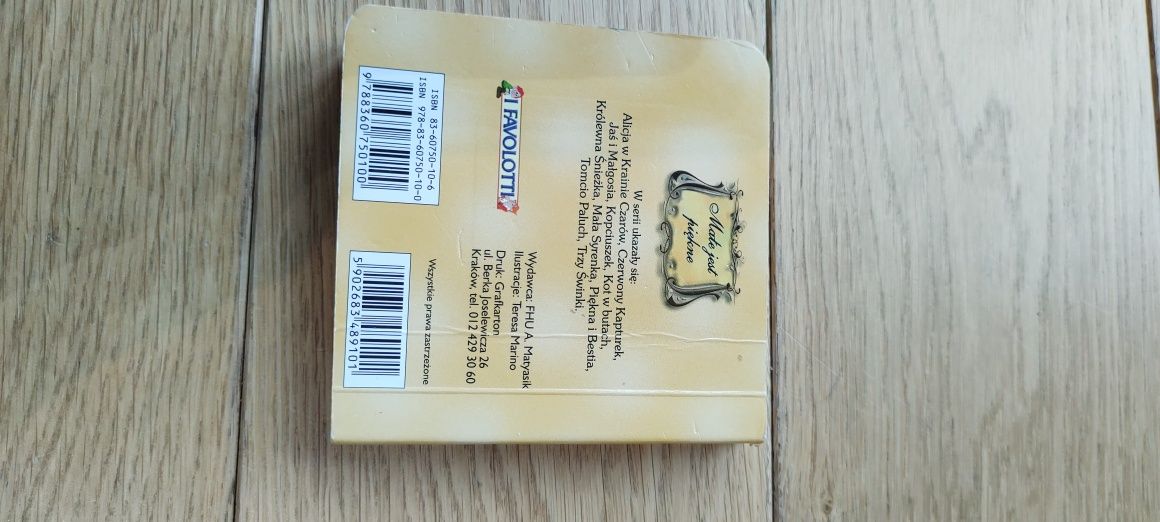 Małe jest
piękne
W serii ukazały się:
Alicja w Krainie Czarów, Czerwony Kapturek,
Jaś i Małgosia, Kopciuszek, Kot w butach,
Królewna Śnieżka, Mała Syrenka, Piękna i Bestia,
Tomcio Paluch, Trzy Świnki.
I FAVOLOTTI
Wydawca: FHU A. Matyasik
Ilustracje: Teresa Marino
Druk: Grafkarton
ul. Berka Joselewicza 26
Kraków, tel. 012 429 30 60
ISBN 83-60750-10-6
ISBN 978-83-60750-10-0
9 788360 750100
Wszystkie prawa zastrzeżone
5 902683 489101